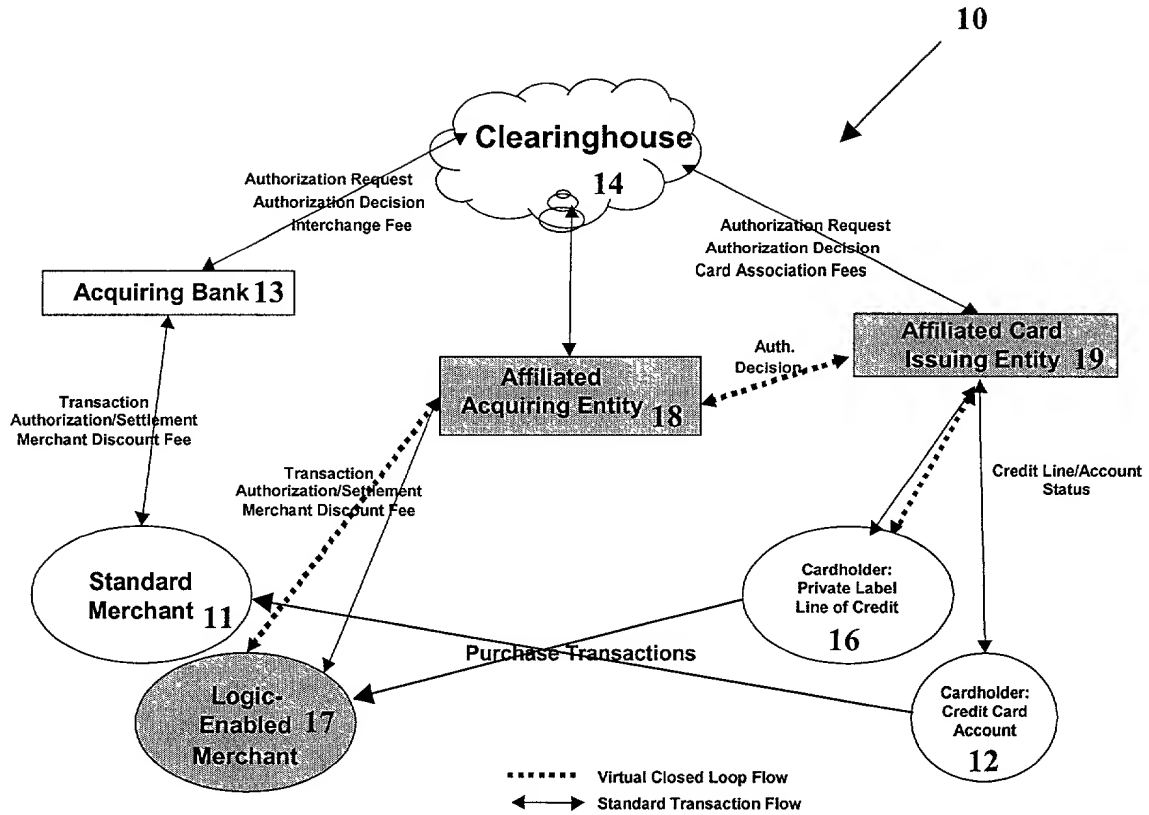 10
Clearinghouse
14
Authorization Request
Authorization Decision
Interchange Fee
Authorization Request
Authorization Decision
Card Association Fees
Acquiring Bank 13
Affiliated Card
Issuing Entity 19
Auth.
Decision
Affiliated
Acquiring Entity 18
Transaction
Authorization/Settlement
Merchant Discount Fee
Transaction
Authorization/Settlement
Merchant Discount Fee
Credit Line/Account
Status
Standard
Merchant 11
Cardholder:
Private Label
Line of Credit
16
Purchase Transactions
Logic-
Enabled 17
Merchant
Cardholder:
Credit Card
Account
12
Virtual Closed Loop Flow
Standard Transaction Flow